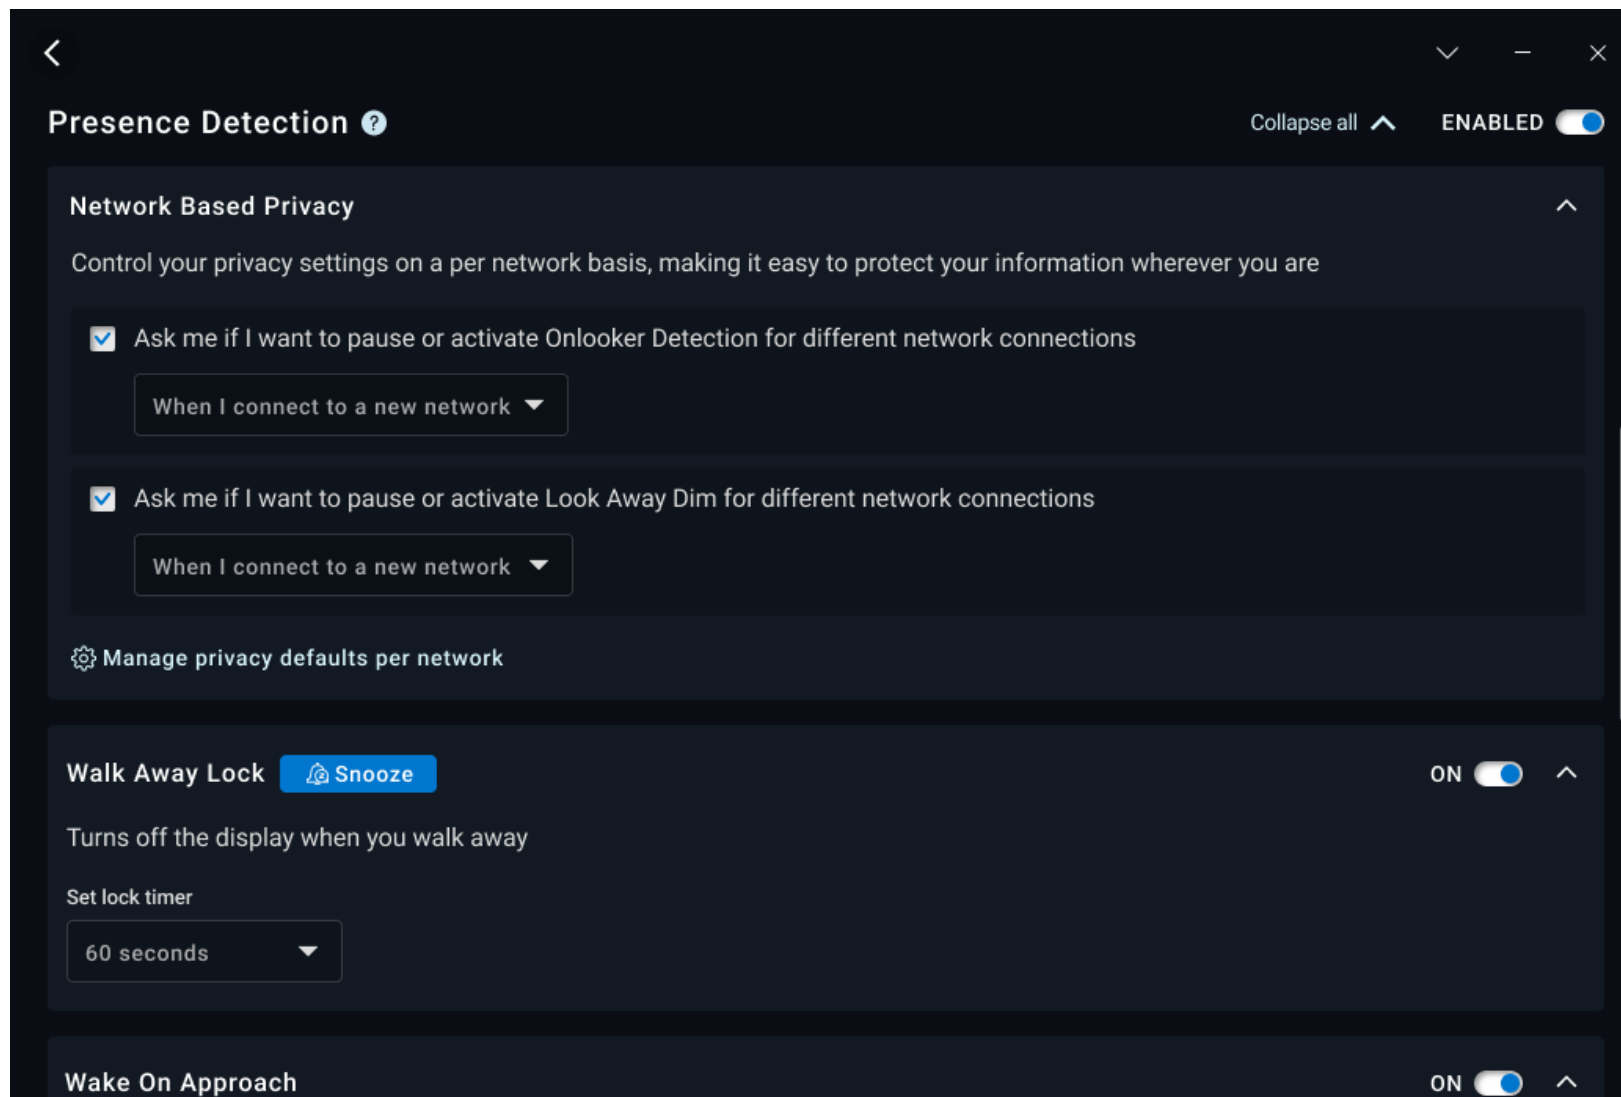 Presence Detection ?
Collapse all
ENABLED
Network Based Privacy
Control your privacy settings on a per network basis, making it easy to protect your information wherever you are
Ask me if I want to pause or activate Onlooker Detection for different network connections
When I connect to a new network
Ask me if I want to pause or activate Look Away Dim for different network connections
When I connect to a new network
Manage privacy defaults per network
Walk Away Lock
Snooze
ON
Turns off the display when you walk away
Set lock timer
60 seconds
Wake On Approach
ON